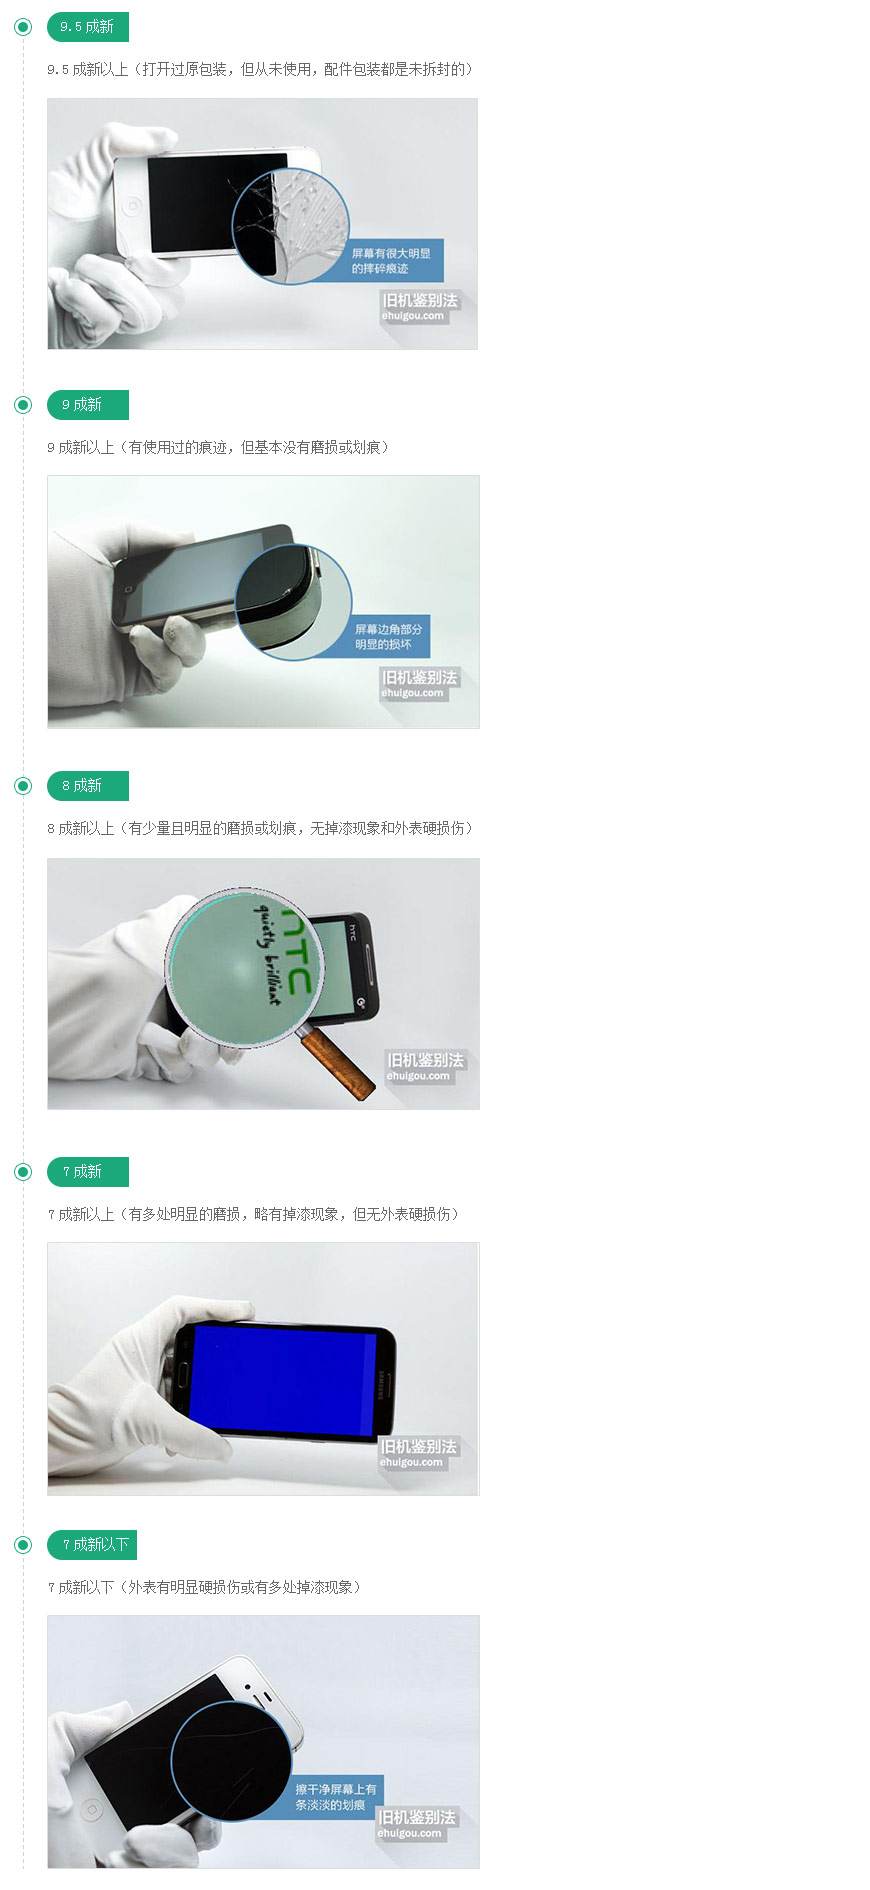 9.5 成新
9.5 成新以上（打开过原包装，但从未使用，配件包装都是未拆封的）
屏幕有很大明显
的摔碎痕迹
旧机鉴别法
ehuigou.com
9 成新
9 成新以上（有使用过的痕迹，但基本没有磨损或划痕）
屏幕边角部分
明显的损坏
旧机鉴别法
ehuigou.com
8 成新
8 成新以上（有少量且明显的磨损或划痕，无掉漆现象和外表硬损伤）
hTC
quietly brilliant
hTC
旧机鉴别法
ehuigou.com
7 成新
7 成新以上（有多处明显的磨损，略有掉漆现象，但无外表硬损伤）
SAMSUNG
旧机鉴别法
ehuigou.com
7 成新以下
7 成新以下（外表有明显硬损伤或有多处掉漆现象）
擦干净屏幕上有
条淡淡的划痕
旧机鉴别法
ehuigou.com